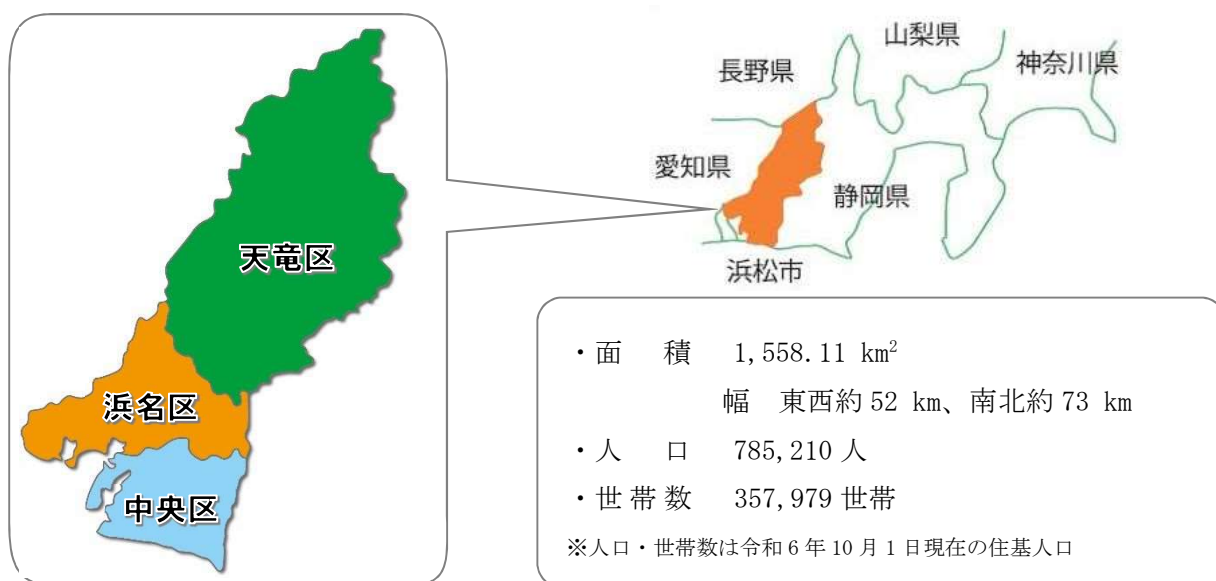 天竜区
浜名区
中央区
山梨県
長野県
神奈川県
愛知県
静岡県
浜松市
・面　積　1,558.11 km²
幅　東西約 52 km、南北約 73 km
・人　口　785,210 人
・世帯数　357,979 世帯
※人口・世帯数は令和 6 年 10 月 1 日現在の住基人口